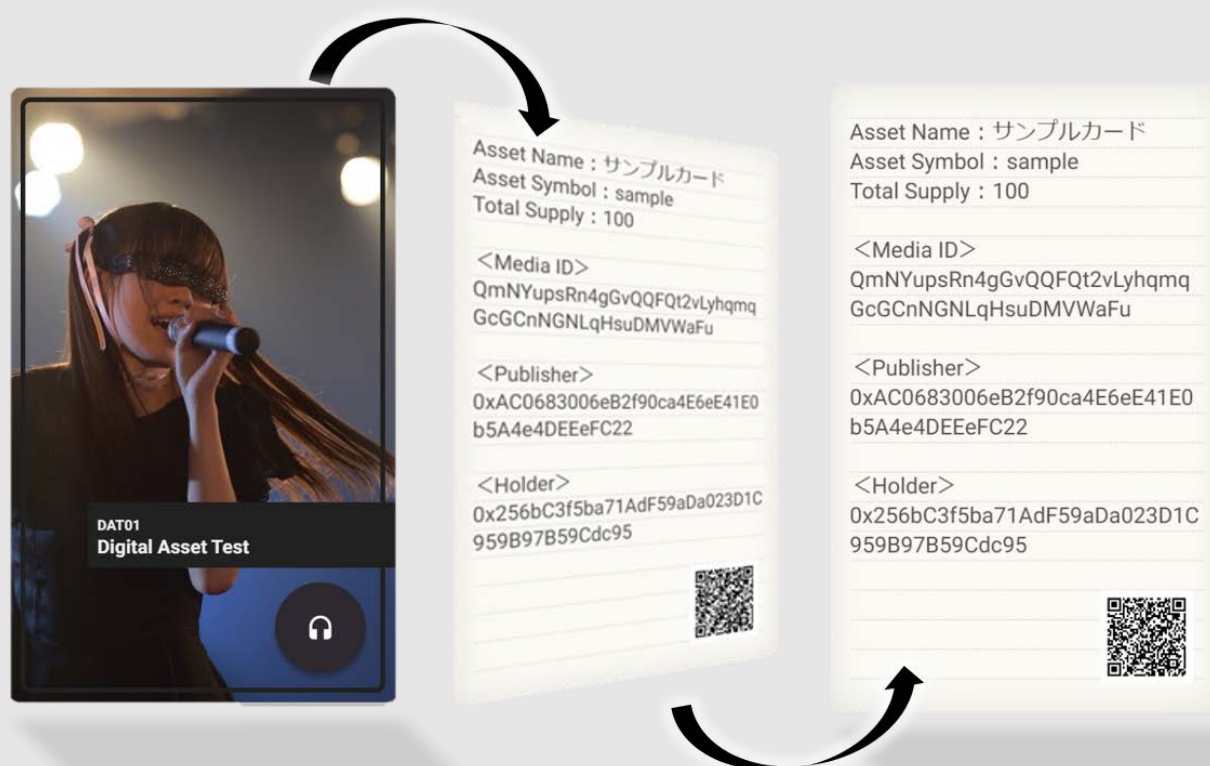 DAT01
Digital Asset Test
Asset Name：サンプルカード
Asset Symbol：sample
Total Supply：100
＜Media ID＞
QmNYupsRn4gGvQQFQt2vLyhqmq
GcGCnNGNLqHsuDMVWaFu
＜Publisher＞
0xAC0683006eB2f90ca4E6eE41E0
b5A4e4DEEeFC22
＜Holder＞
0x256bC3f5ba71AdF59aDa023D1C
959B97B59Cdc95
Asset Name：サンプルカード
Asset Symbol：sample
Total Supply：100
＜Media ID＞
QmNYupsRn4gGvQQFQt2vLyhqmq
GcGCnNGNLqHsuDMVWaFu
＜Publisher＞
0xAC0683006eB2f90ca4E6eE41E0
b5A4e4DEEeFC22
＜Holder＞
0x256bC3f5ba71AdF59aDa023D1C
959B97B59Cdc95